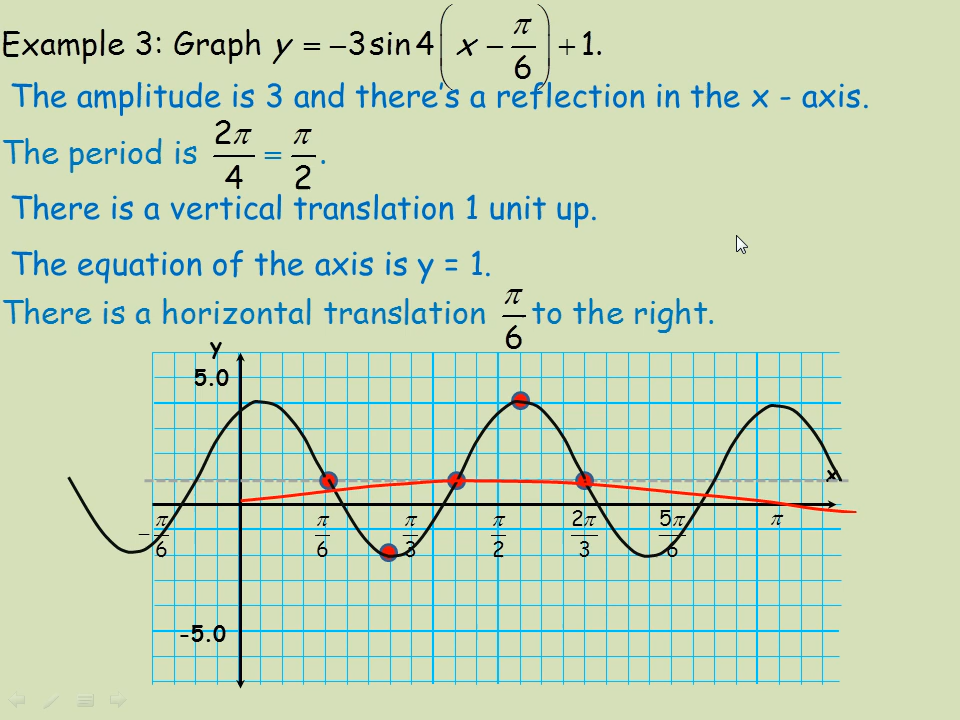 Example 3: Graph y = −3 sin 4(x − π/6) + 1.
The amplitude is 3 and there's a reflection in the x - axis.
The period is 2π/4 = π/2.
There is a vertical translation 1 unit up.
The equation of the axis is y = 1.
There is a horizontal translation π/6 to the right.
y
5.0
x
−π/6 π/6 π/3 π/2 2π/3 5π/6 π
-5.0